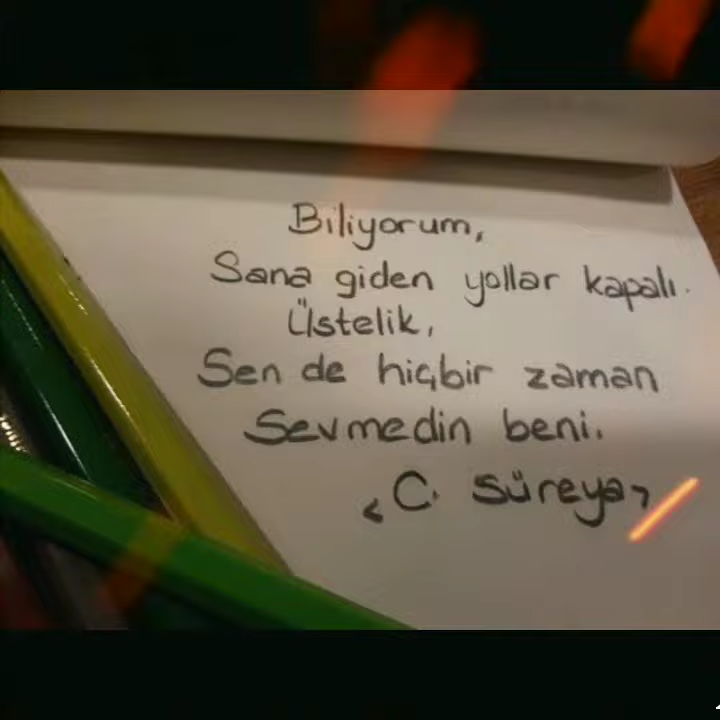 Biliyorum,
Sana giden yollar kapalı.
Üstelik,
Sen de hiçbir zaman
Sevmedin beni.
< C. Süreya >